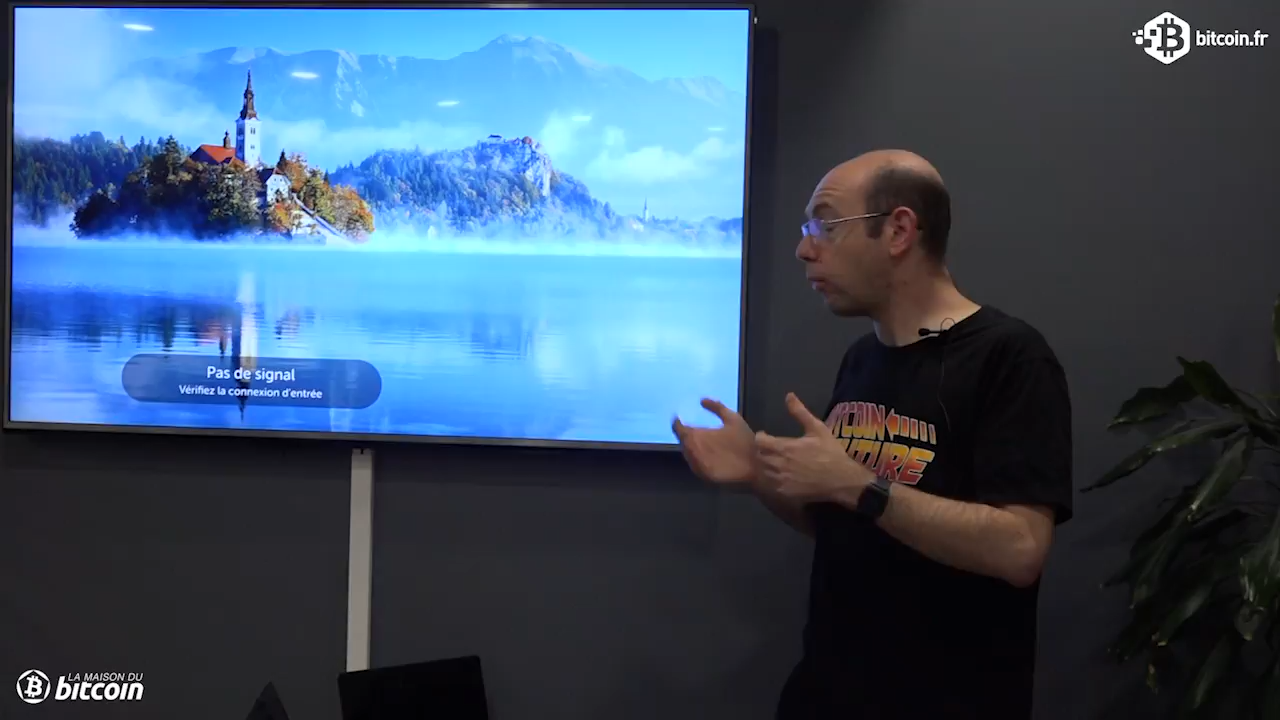 bitcoin.fr
Pas de signal
Vérifiez la connexion d'entrée
BITCOIN
FUTURE
LA MAISON DU
bitcoin